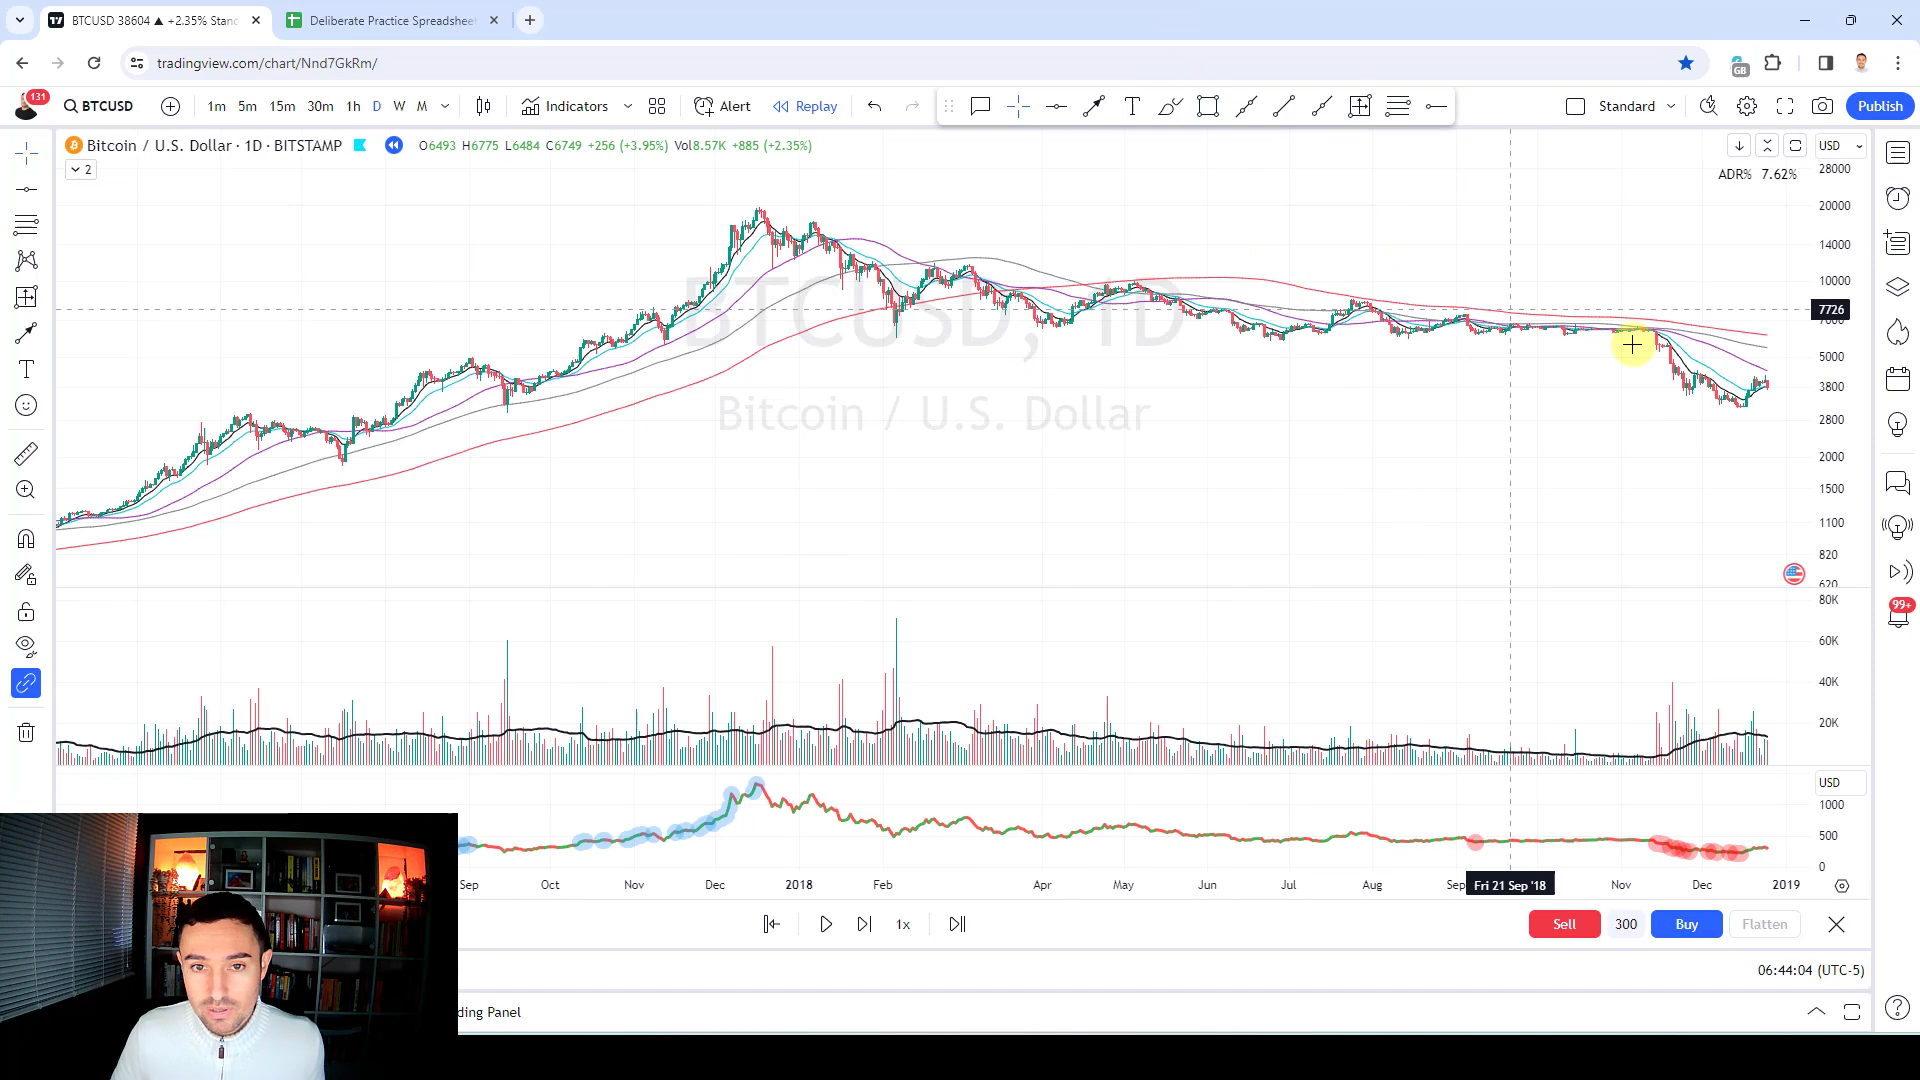 BTCUSD 38604 ▲ +2.35% Stand
Deliberate Practice Spreadshee
tradingview.com/chart/Nnd7GkRm/
GB
131
BTCUSD
1m 5m 15m 30m 1h D W M
Indicators
Alert
Replay
Standard
Publish
Bitcoin / U.S. Dollar · 1D · BITSTAMP
O6493 H6775 L6484 C6749 +256 (+3.95%) Vol8.57K +885 (+2.35%)
USD
2
ADR% 7.62%
28000
20000
14000
10000
7726
7000
5000
3800
2800
2000
1500
1100
820
620
BTCUSD, 1D
Bitcoin / U.S. Dollar
80K
60K
40K
20K
99+
USD
1000
500
0
Sep Oct Nov Dec 2018 Feb Apr May Jun Jul Aug Sep Fri 21 Sep '18 Nov Dec 2019
1x
Sell 300 Buy Flatten
06:44:04 (UTC-5)
ding Panel